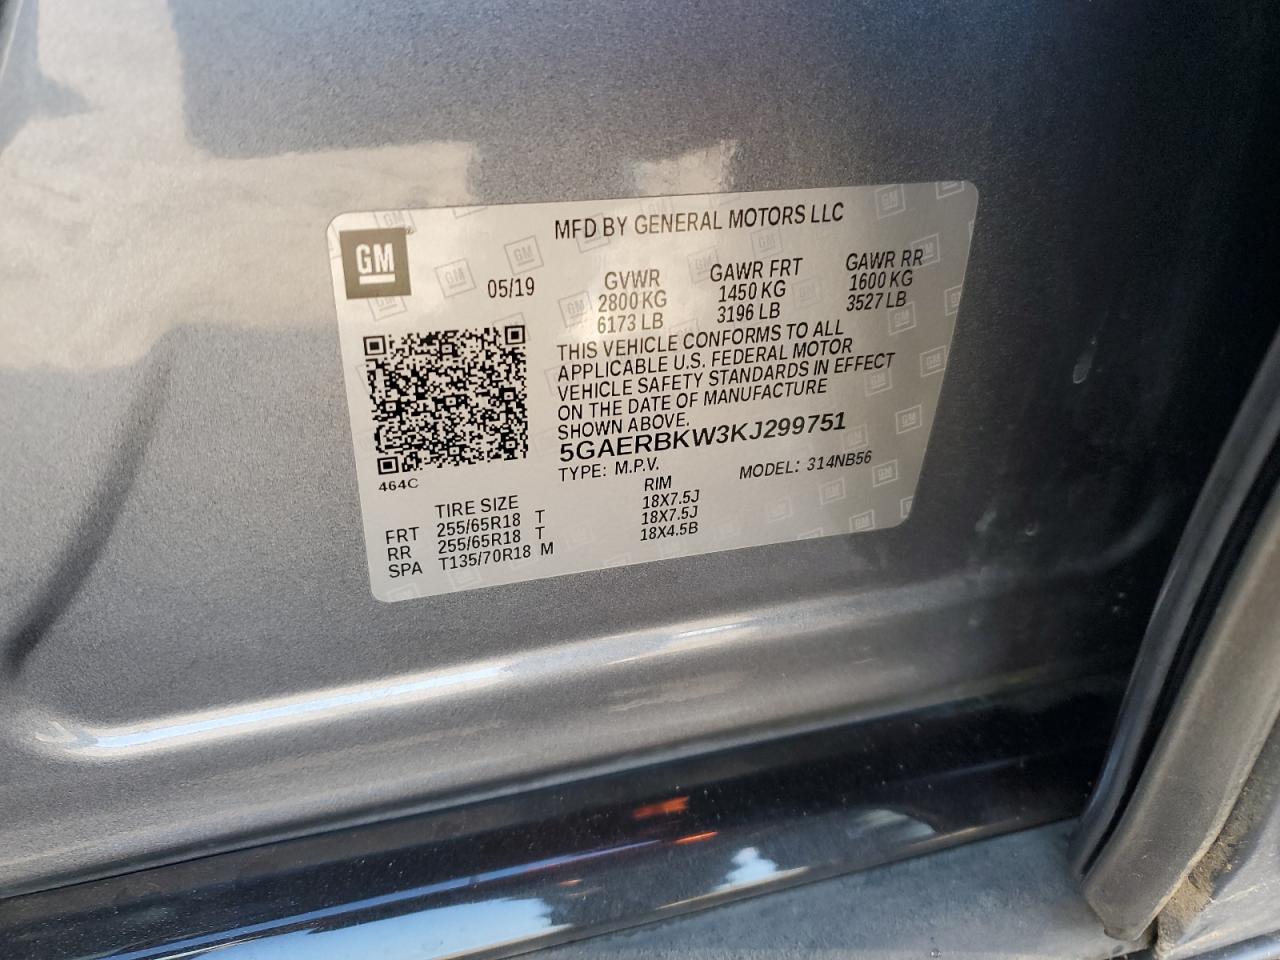 MFD BY GENERAL MOTORS LLC
GM
05/19
GVWR
2800 KG
6173 LB
GAWR FRT
1450 KG
3196 LB
GAWR RR
1600 KG
3527 LB
THIS VEHICLE CONFORMS TO ALL
APPLICABLE U.S. FEDERAL MOTOR
VEHICLE SAFETY STANDARDS IN EFFECT
ON THE DATE OF MANUFACTURE
SHOWN ABOVE.
5GAERBKW3KJ299751
TYPE: M.P.V. MODEL: 314NB56
464C
TIRE SIZE RIM
FRT 255/65R18 T 18X7.5J
RR 255/65R18 T 18X7.5J
SPA T135/70R18 M 18X4.5B